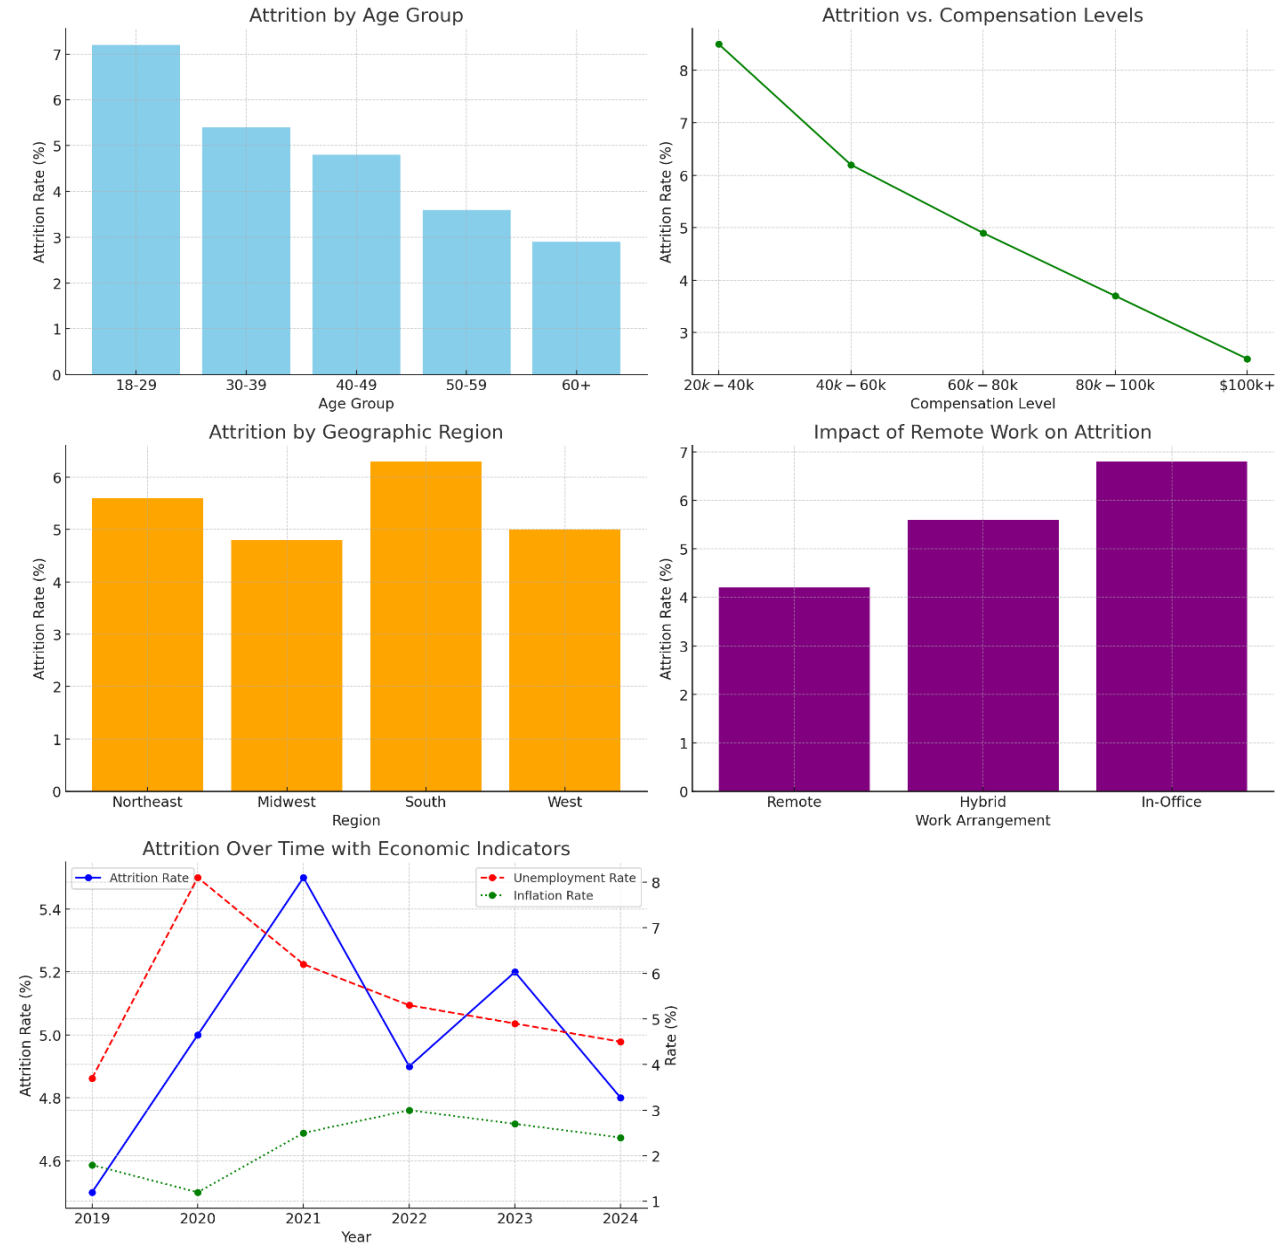 Attrition by Age Group
Attrition Rate (%)
7
6
5
4
3
2
1
0
18-29 30-39 40-49 50-59 60+
Age Group
Attrition vs. Compensation Levels
Attrition Rate (%)
8
7
6
5
4
3
20k − 40k 40k − 60k 60k − 80k 80k − 100k $100k+
Compensation Level
Attrition by Geographic Region
Attrition Rate (%)
6
5
4
3
2
1
0
Northeast Midwest South West
Region
Impact of Remote Work on Attrition
Attrition Rate (%)
7
6
5
4
3
2
1
0
Remote Hybrid In-Office
Work Arrangement
Attrition Over Time with Economic Indicators
Attrition Rate
Unemployment Rate
Inflation Rate
Attrition Rate (%)
5.4
5.2
5.0
4.8
4.6
8
7
6
5
4
3
2
1
Rate (%)
2019 2020 2021 2022 2023 2024
Year